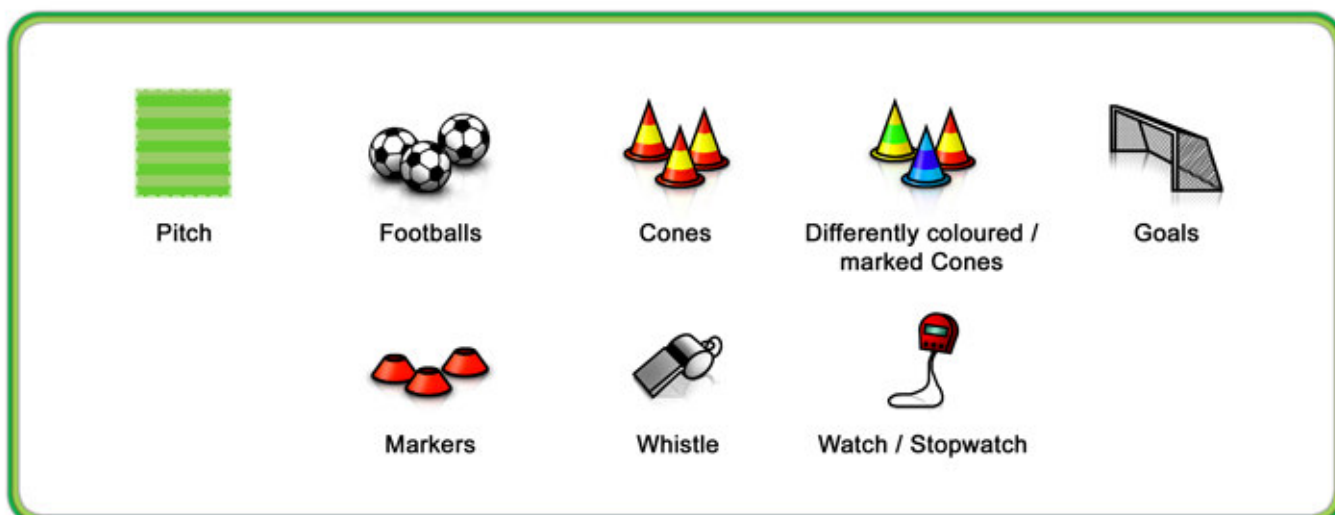 Pitch
Footballs
Cones
Differently coloured /
marked Cones
Goals
Markers
Whistle
Watch / Stopwatch